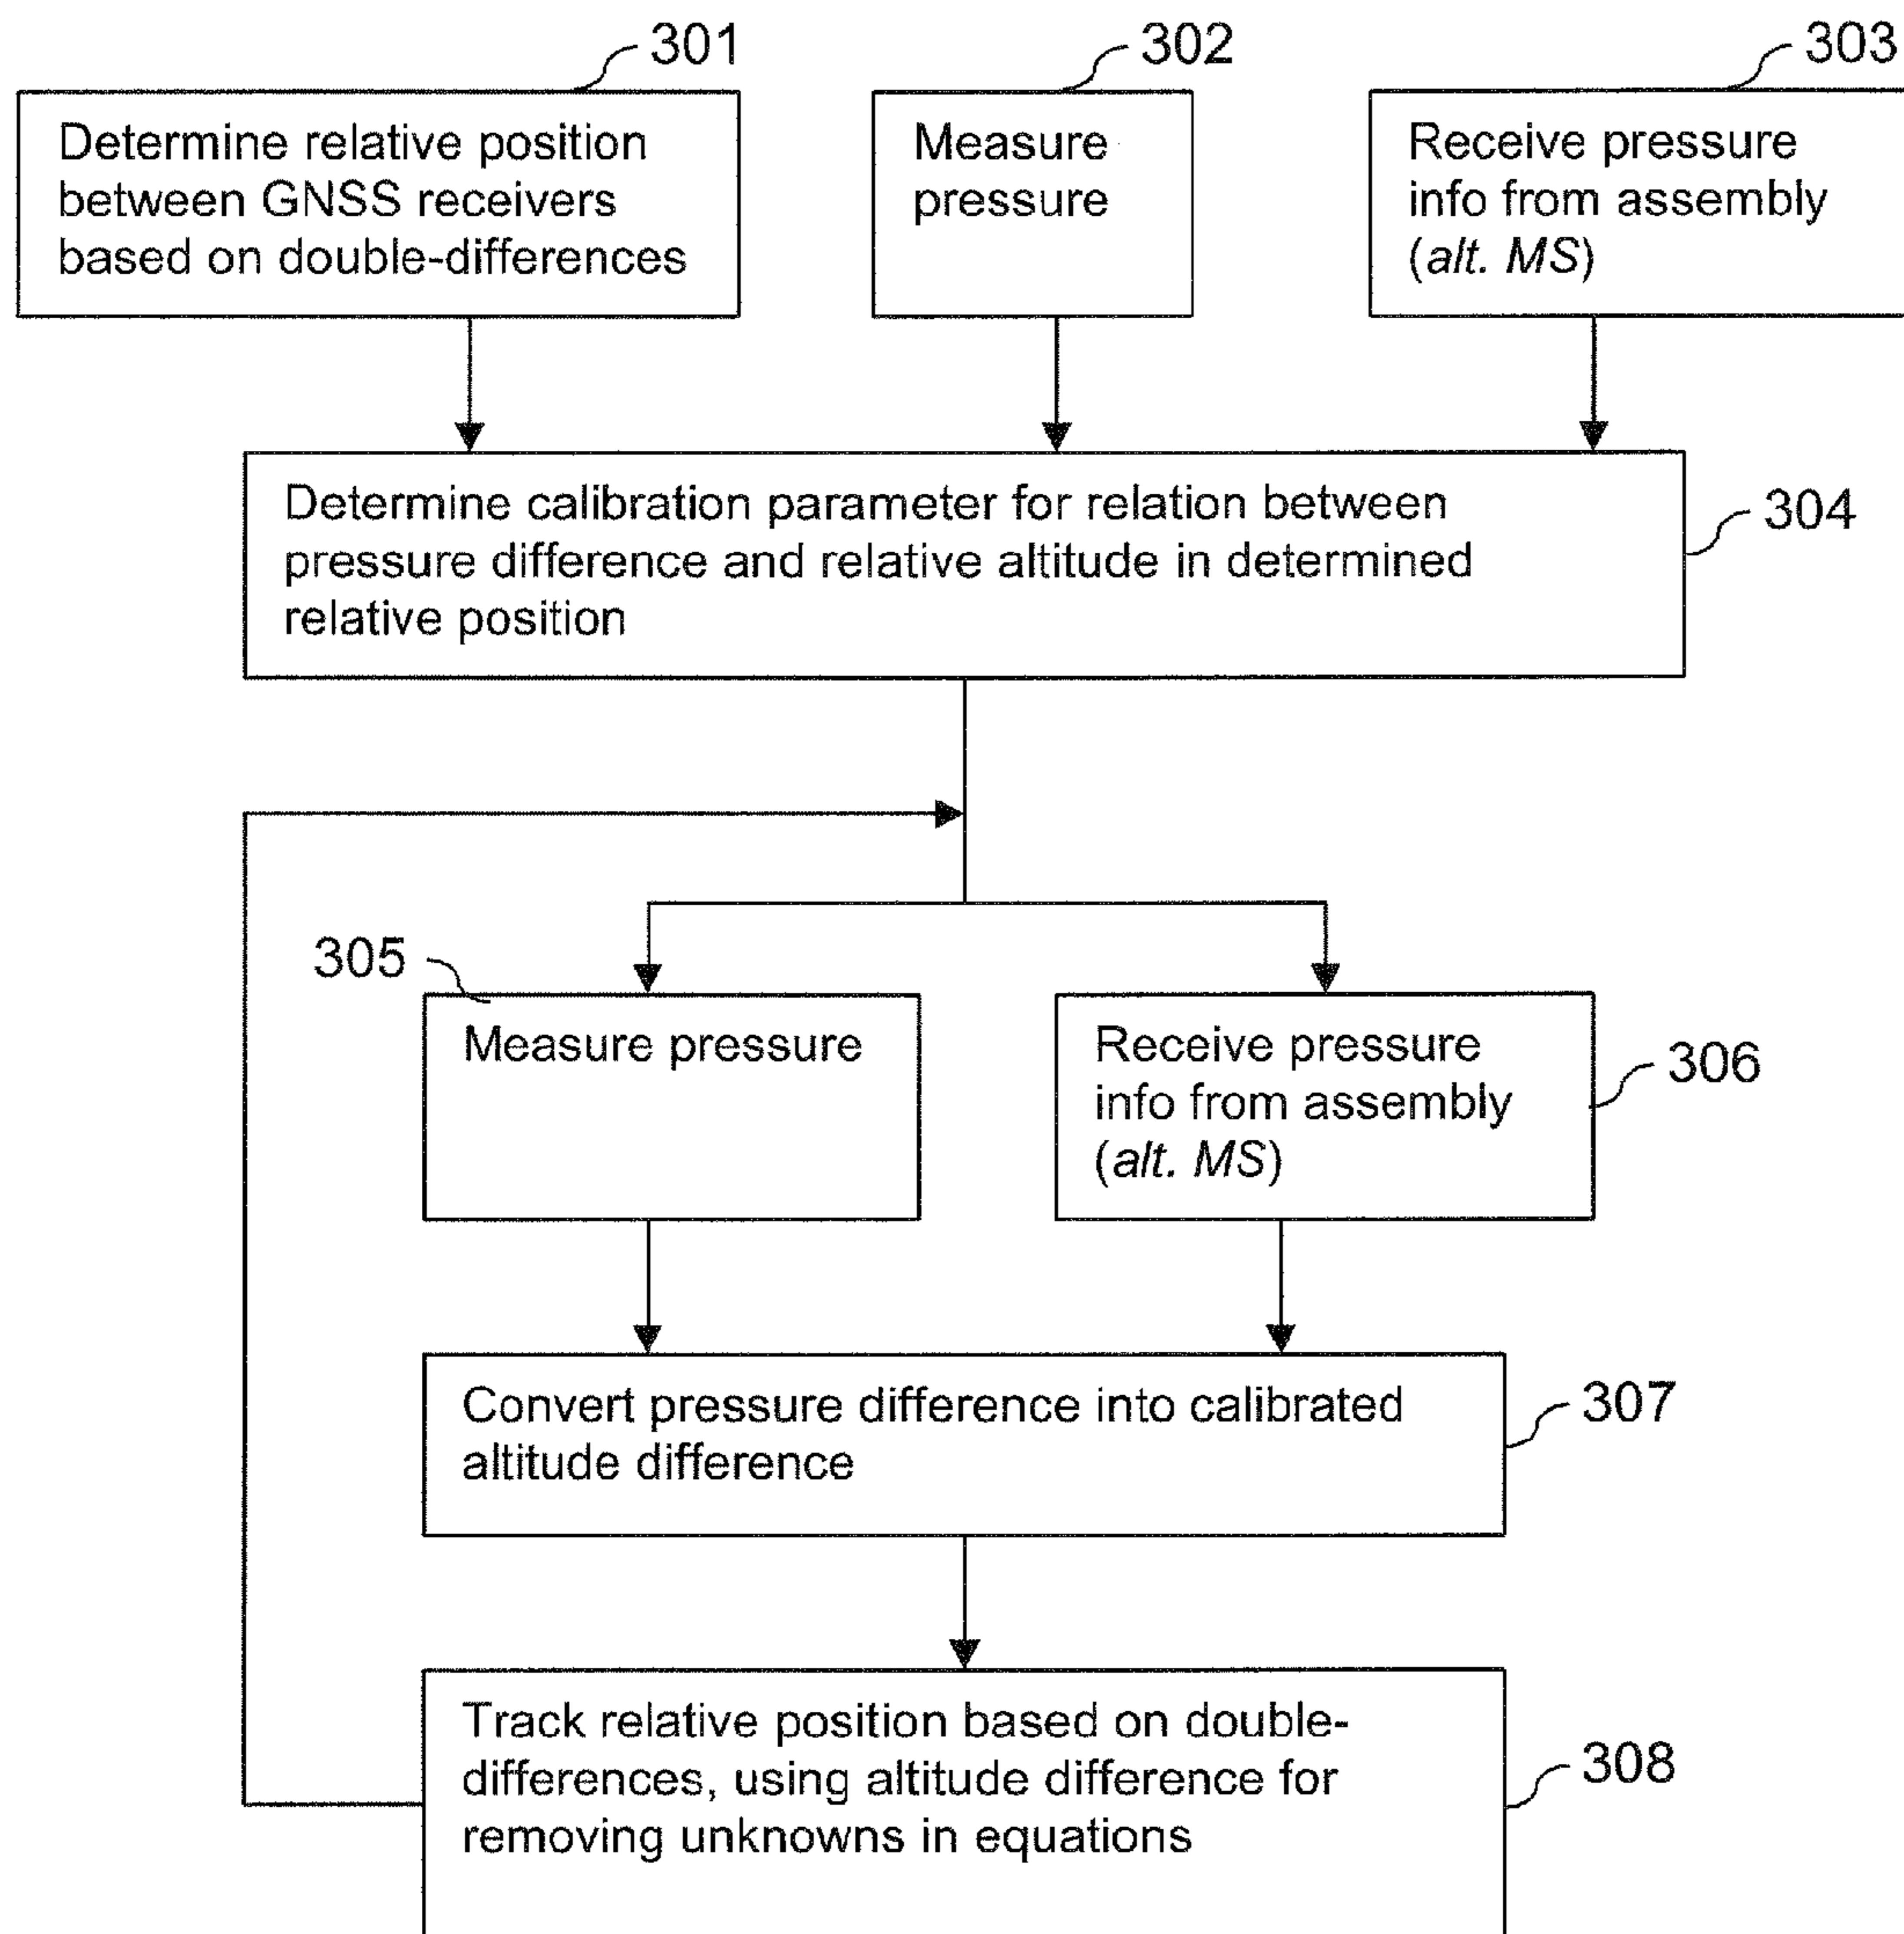 301
Determine relative position
between GNSS receivers
based on double-differences
302
Measure
pressure
303
Receive pressure
info from assembly
(alt. MS)
304
Determine calibration parameter for relation between
pressure difference and relative altitude in determined
relative position
305
Measure pressure
306
Receive pressure
info from assembly
(alt. MS)
307
Convert pressure difference into calibrated
altitude difference
308
Track relative position based on double-
differences, using altitude difference for
removing unknowns in equations